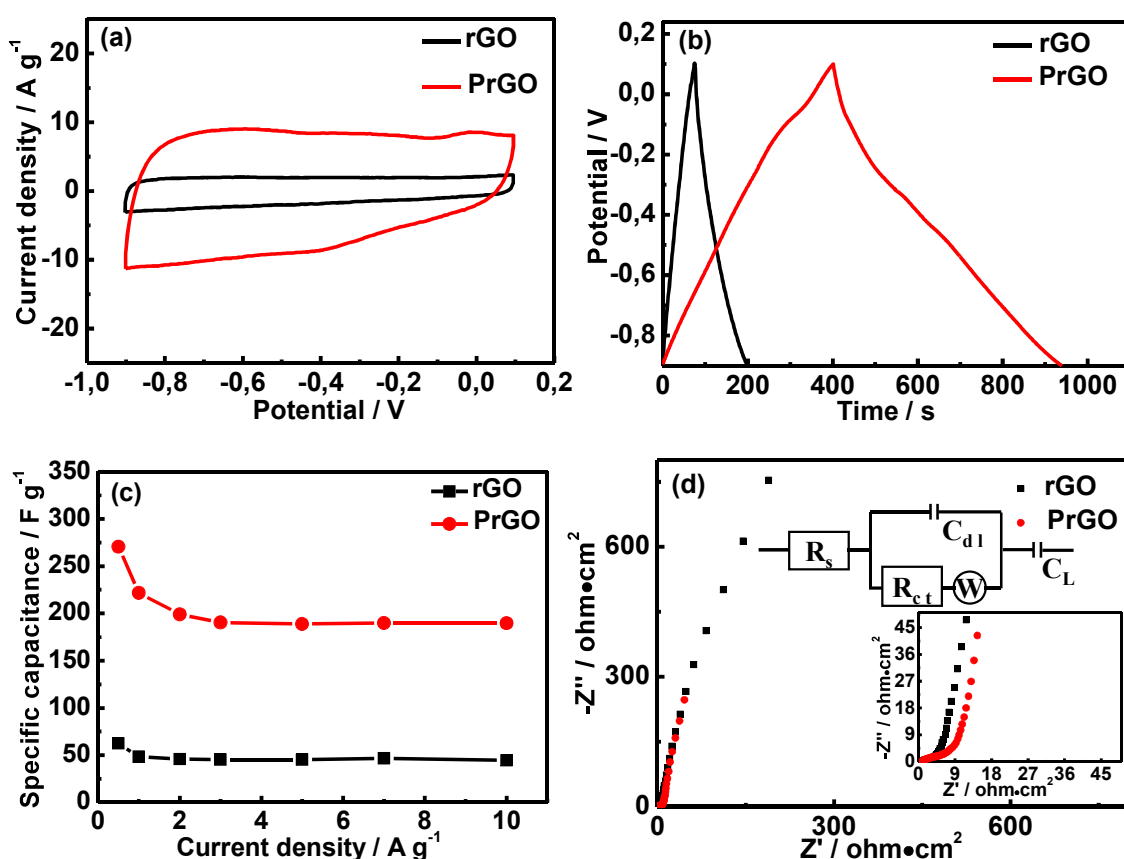 (a)
rGO
PrGO
20
10
0
-10
-20
Current density / A g⁻¹
-1,0 -0,8 -0,6 -0,4 -0,2 0,0 0,2
Potential / V
(b)
rGO
PrGO
0,2
0,0
-0,2
-0,4
-0,6
-0,8
Potential / V
0 200 400 600 800 1000
Time / s
(c)
rGO
PrGO
350
300
250
200
150
100
50
0
Specific capacitance / F g⁻¹
0 2 4 6 8 10
Current density / A g⁻¹
(d)
rGO
PrGO
600
300
0
-Z'' / ohm•cm²
0 300 600
Z' / ohm•cm²
R s
C d l
R c t
W
C L
45
36
27
18
9
0
-Z'' / ohm•cm²
0 9 18 27 36 45
Z' / ohm•cm²